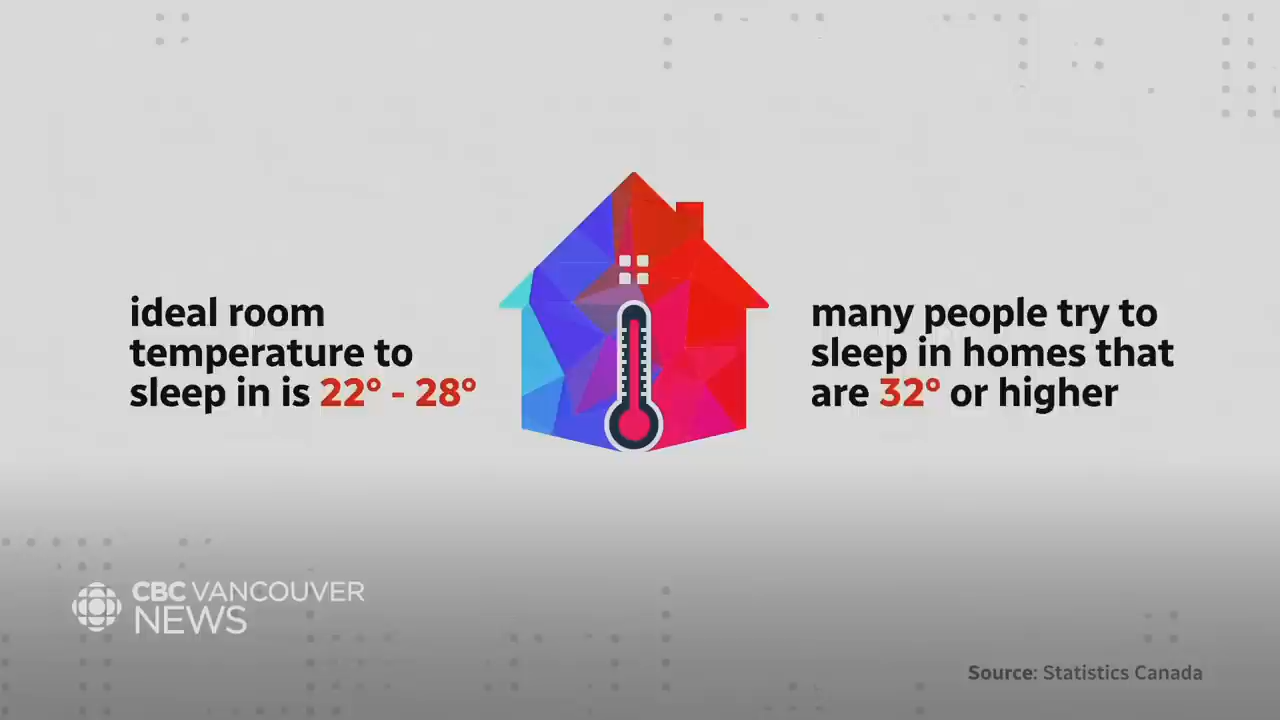 ideal room
temperature to
sleep in is 22° - 28°
many people try to
sleep in homes that
are 32° or higher
CBC VANCOUVER
NEWS
Source: Statistics Canada